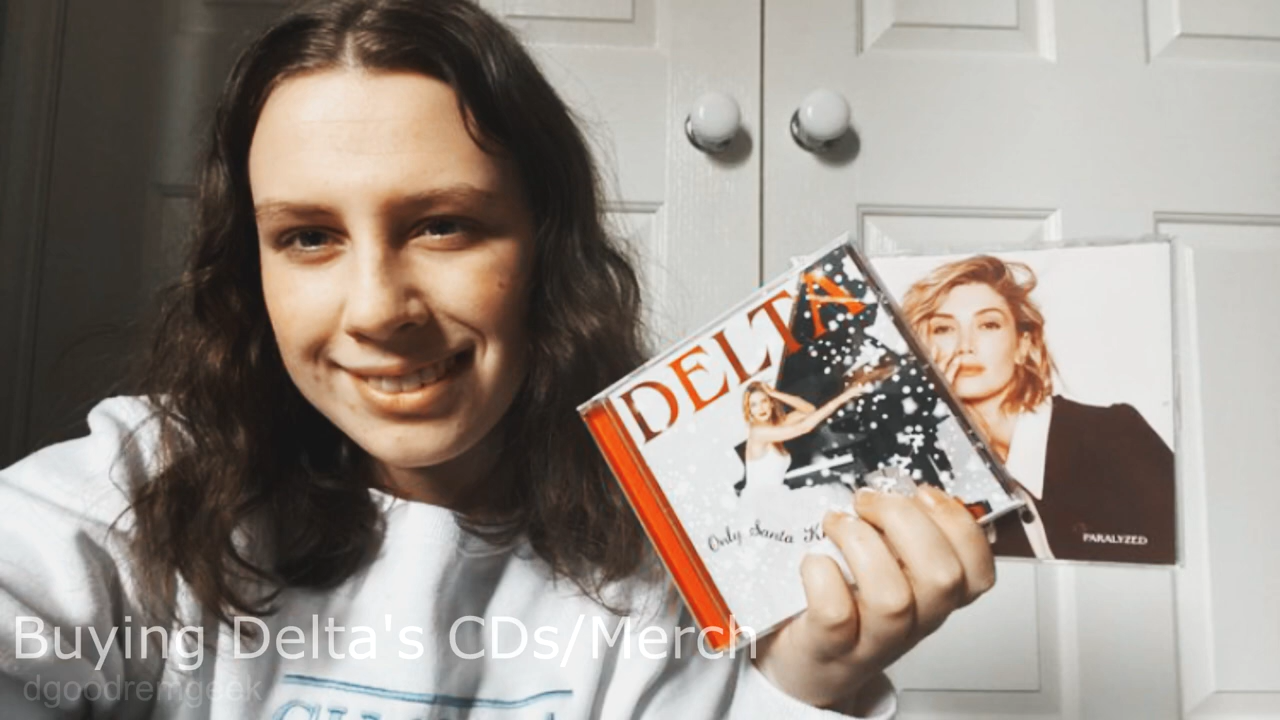 DELTA
Only Santa
PARALYZED
Buying Delta's CDs/Merch
dgoodremgeek